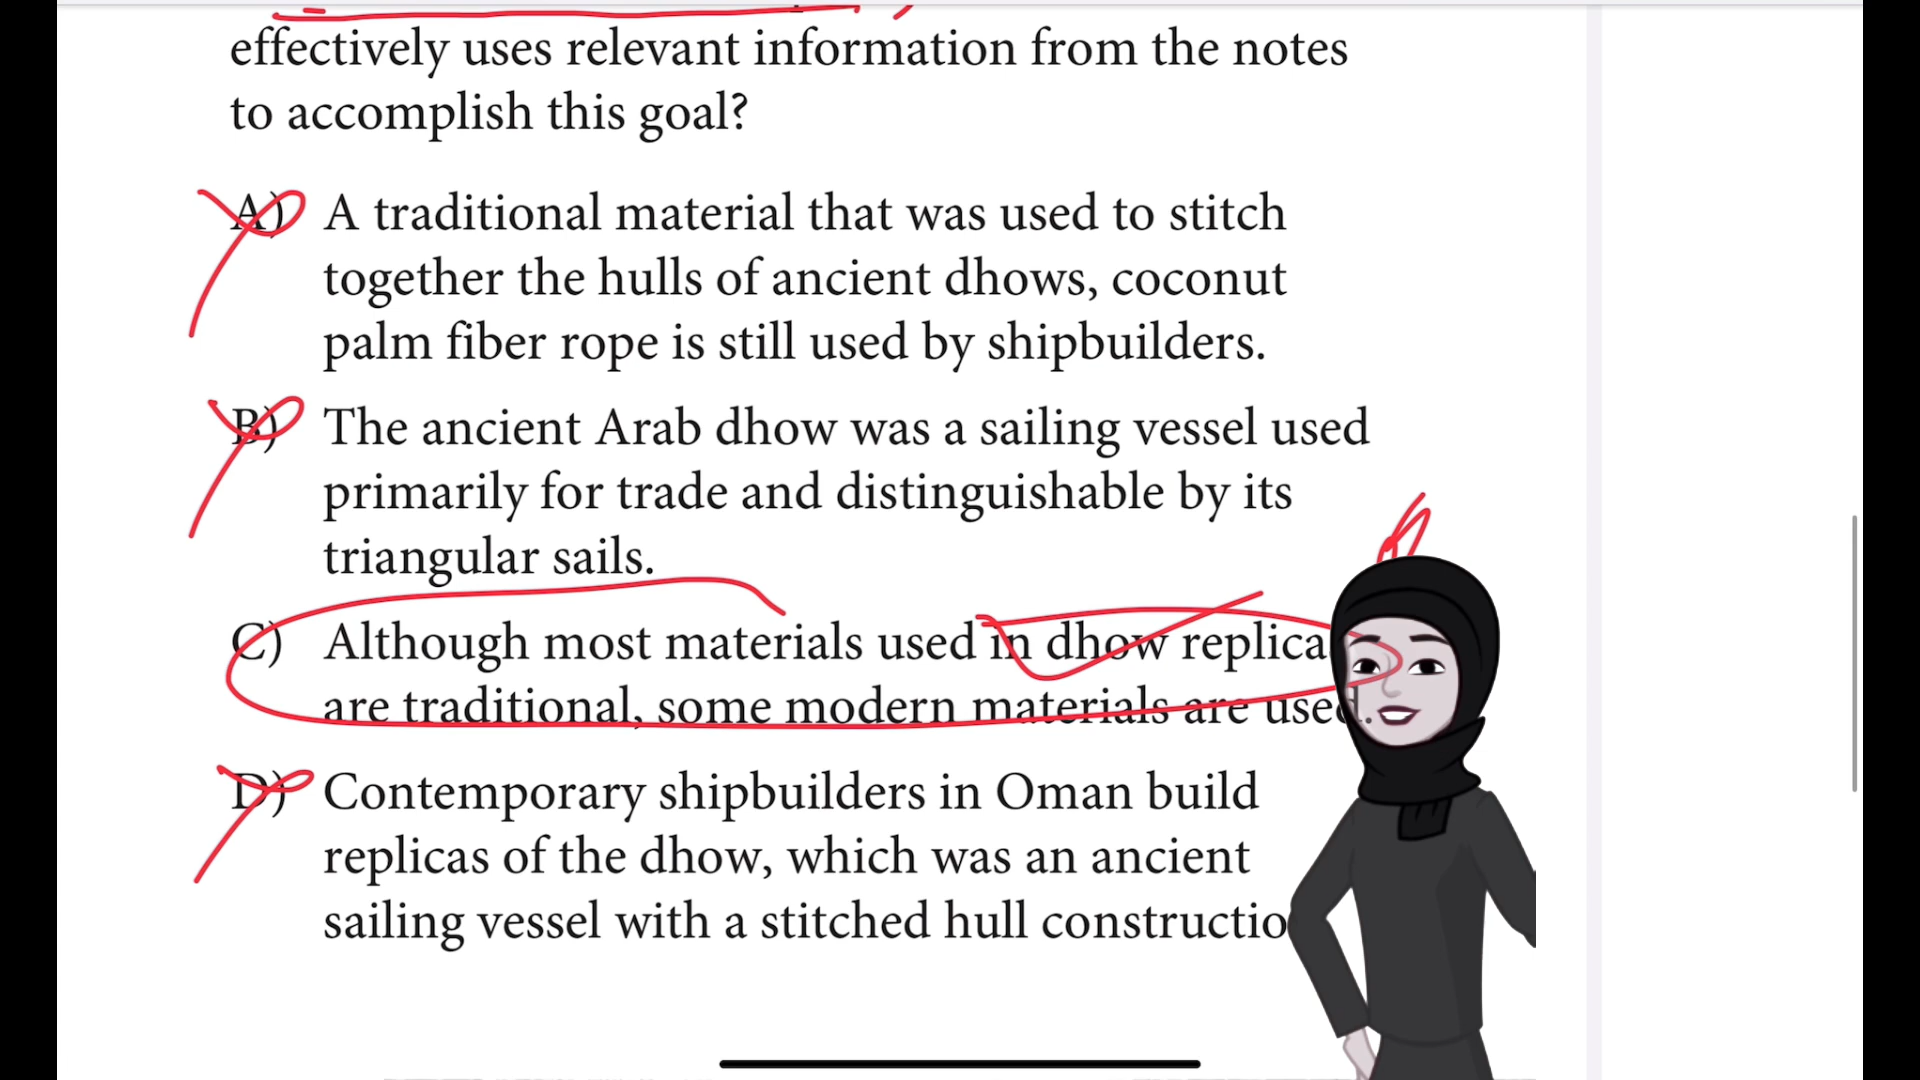 effectively uses relevant information from the notes
to accomplish this goal?
A) A traditional material that was used to stitch
together the hulls of ancient dhows, coconut
palm fiber rope is still used by shipbuilders.
B) The ancient Arab dhow was a sailing vessel used
primarily for trade and distinguishable by its
triangular sails.
C) Although most materials used in dhow replica
are traditional, some modern materials are used.
D) Contemporary shipbuilders in Oman build
replicas of the dhow, which was an ancient
sailing vessel with a stitched hull constructio